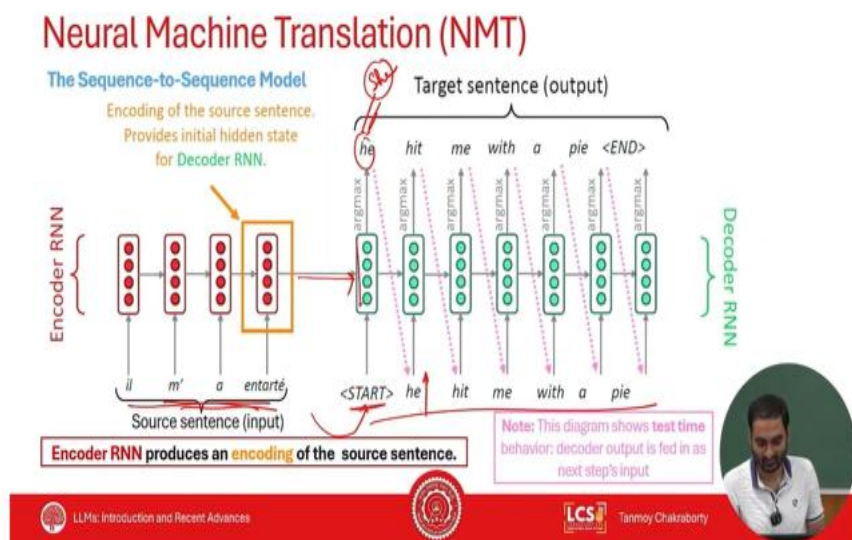 Neural Machine Translation (NMT)
The Sequence-to-Sequence Model
Encoding of the source sentence.
Provides initial hidden state
for Decoder RNN.
She
Target sentence (output)
he hit me with a pie <END>
argmax argmax argmax argmax argmax argmax argmax
Encoder RNN
Decoder RNN
il m' a entarté
<START> he hit me with a pie
Source sentence (input)
Encoder RNN produces an encoding of the source sentence.
Note: This diagram shows test time
behavior: decoder output is fed in as
next step's input
LLMs: Introduction and Recent Advances
LCS
Tanmoy Chakraborty